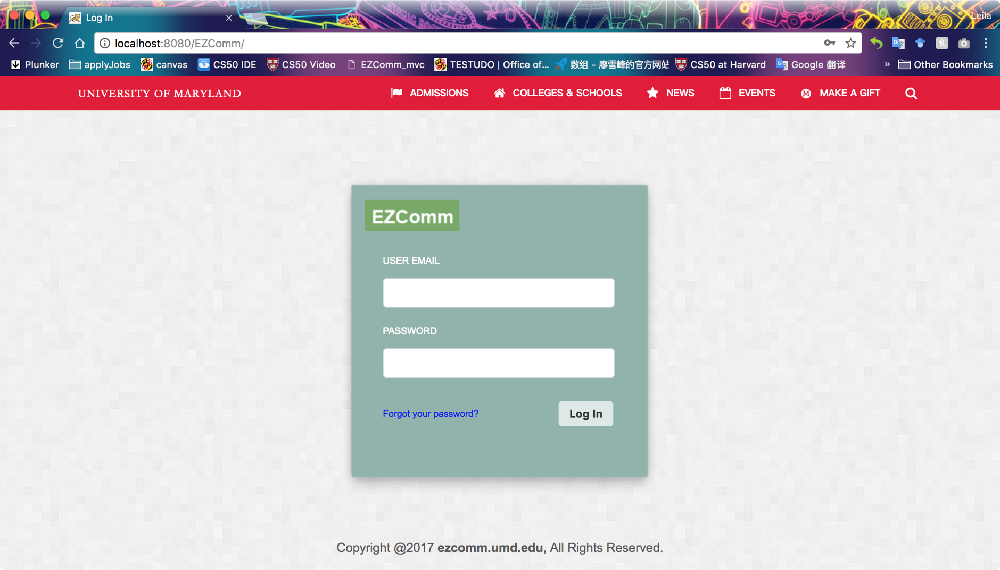 Log In
Leila
localhost:8080/EZComm/
Plunker applyJobs canvas CS50 IDE CS50 Video EZComm_mvc TESTUDO | Office of... 数组 - 廖雪峰的官方网站 CS50 at Harvard Google 翻译 » Other Bookmarks
UNIVERSITY OF MARYLAND ADMISSIONS COLLEGES & SCHOOLS NEWS EVENTS MAKE A GIFT
EZComm
USER EMAIL
PASSWORD
Forgot your password? Log In
Copyright @2017 ezcomm.umd.edu, All Rights Reserved.